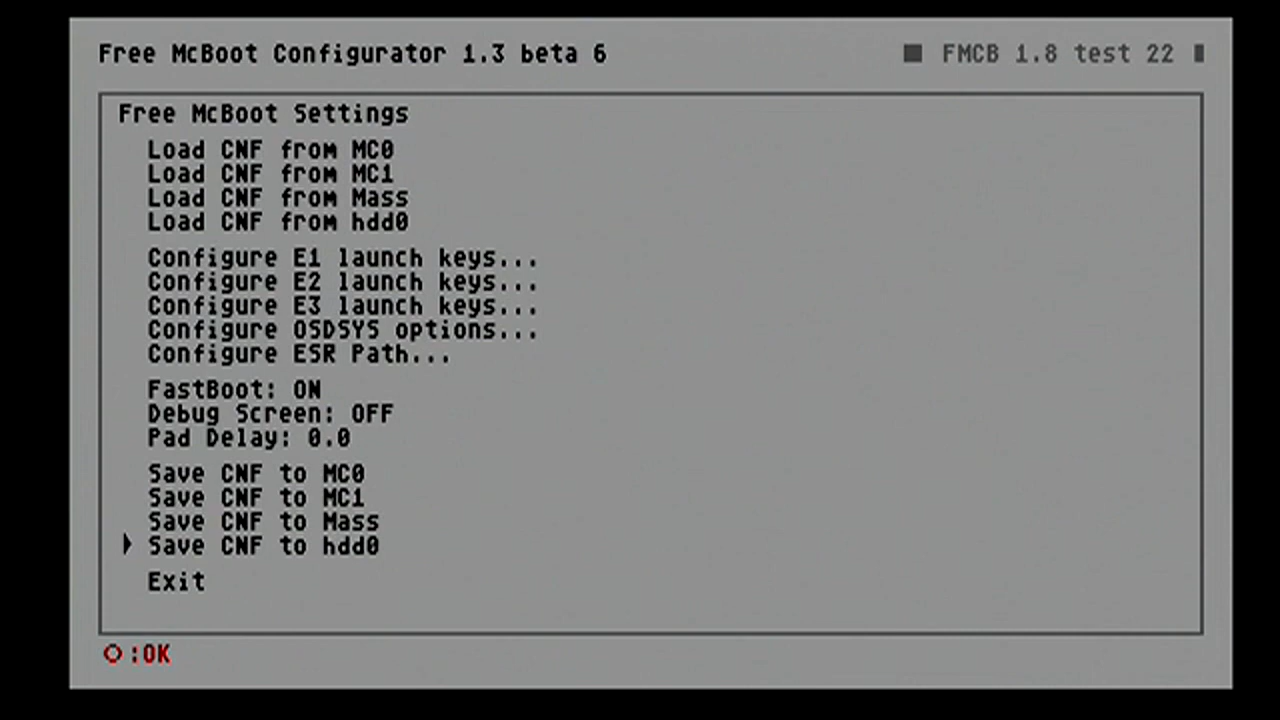 Free McBoot Configurator 1.3 beta 6
FMCB 1.8 test 22
Free McBoot Settings
Load CNF from MC0
Load CNF from MC1
Load CNF from Mass
Load CNF from hdd0
Configure E1 launch keys...
Configure E2 launch keys...
Configure E3 launch keys...
Configure OSDSYS options...
Configure ESR Path...
FastBoot: ON
Debug Screen: OFF
Pad Delay: 0.0
Save CNF to MC0
Save CNF to MC1
Save CNF to Mass
Save CNF to hdd0
Exit
:OK